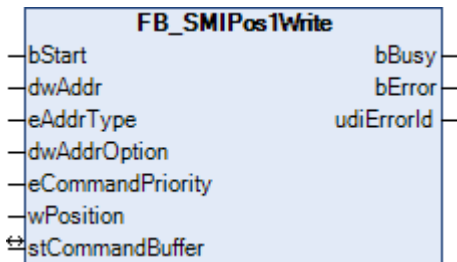 FB_SMIPos1Write
bStart bBusy
dwAddr bError
eAddrType udiErrorId
dwAddrOption
eCommandPriority
wPosition
stCommandBuffer